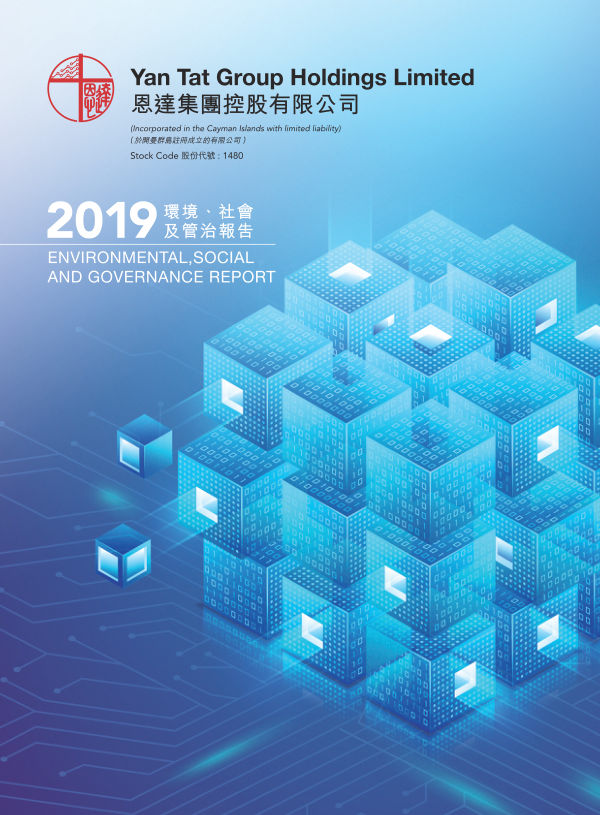 恩達
Yan Tat Group Holdings Limited
恩達集團控股有限公司
(Incorporated in the Cayman Islands with limited liability)
(於開曼群島註冊成立的有限公司)
Stock Code 股份代號 : 1480
2019 環境、社會
及管治報告
ENVIRONMENTAL,SOCIAL
AND GOVERNANCE REPORT